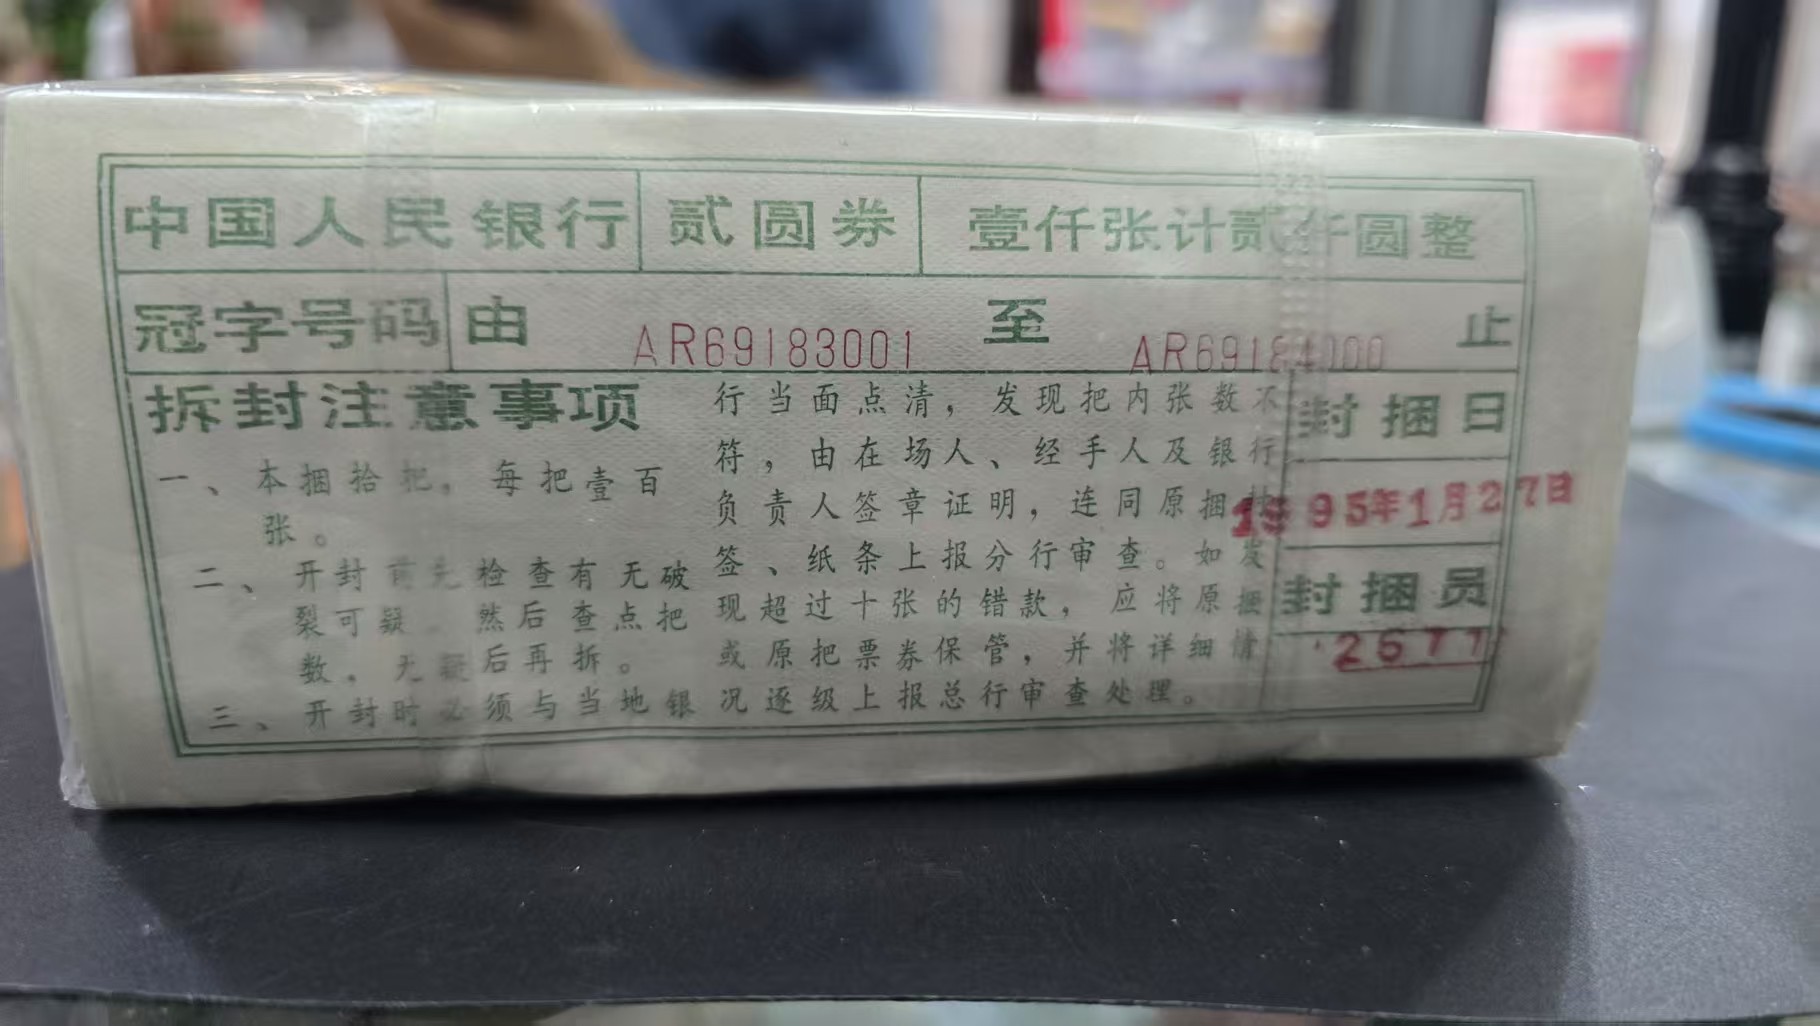 中国人民银行 贰圆券 壹仟张计贰仟圆整
冠字号码 由 AR69183001 至 AR69184000 止
拆封注意事项
一、本捆拾把，每把壹百
张。
二、开封前先检查有无破
裂可疑，然后查点把
数，无疑后再拆。
三、开封时必须与当地银
行当面点清，发现把内张数不
符，由在场人、经手人及银行
负责人签章证明，连同原捆封
签、纸条上报分行审查。如发
现超过十张的错款，应将原捆
或原把票券保管，并将详细情
况逐级上报总行审查处理。
封捆日
1995年1月27日
封捆员
2677